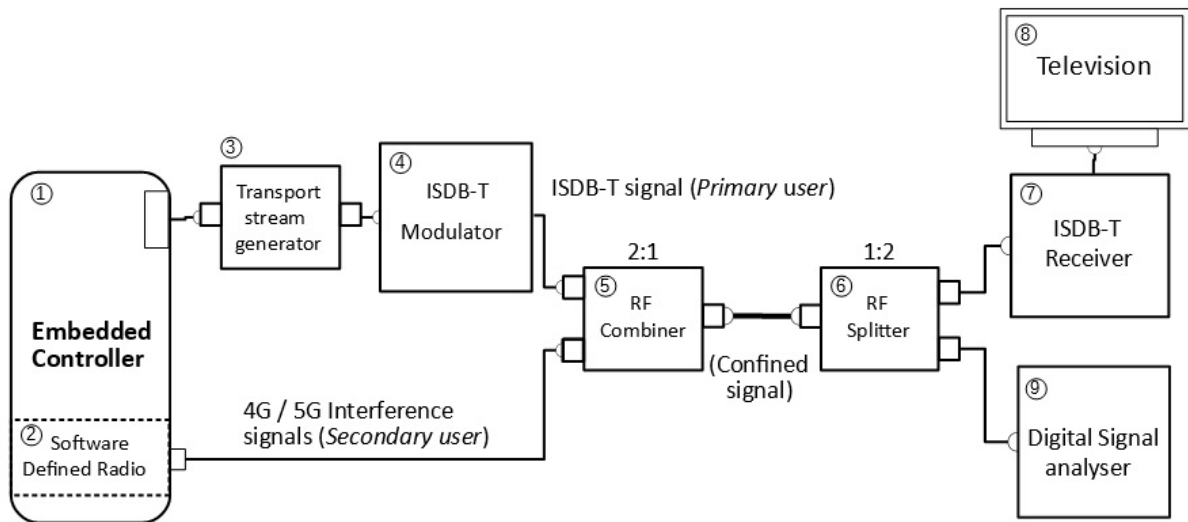 ①
Embedded
Controller
②
Software
Defined Radio
③
Transport
stream
generator
④
ISDB-T
Modulator
ISDB-T signal (Primary user)
4G / 5G Interference
signals (Secondary user)
2:1
⑤
RF
Combiner
(Confined
signal)
1:2
⑥
RF
Splitter
⑦
ISDB-T
Receiver
⑧
Television
⑨
Digital Signal
analyser